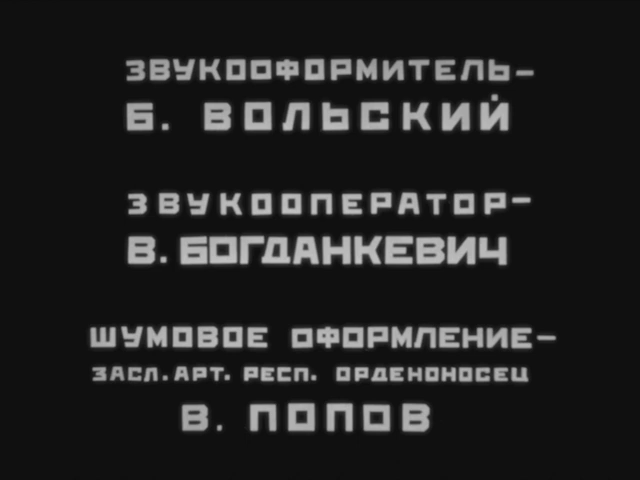 ЗВУКООФОРМИТЕЛЬ–
Б. ВОЛЬСКИЙ
ЗВУКООПЕРАТОР–
В. БОГДАНКЕВИЧ
ШУМОВОЕ ОФОРМЛЕНИЕ–
ЗАСЛ. АРТ. РЕСП. ОРДЕНОНОСЕЦ
В. ПОПОВ